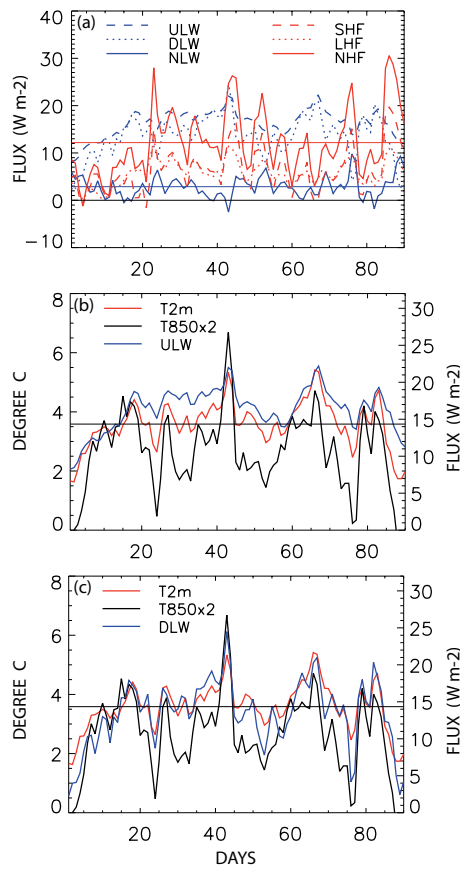 (a)
ULW SHF
DLW LHF
NLW NHF
40
30
20
10
0
−10
FLUX (W m-2)
20 40 60 80
(b)
T2m
T850x2
ULW
8
6
4
2
0
DEGREE C
30
25
20
15
10
5
0
FLUX (W m-2)
20 40 60 80
(c)
T2m
T850x2
DLW
8
6
4
2
0
DEGREE C
30
25
20
15
10
5
0
FLUX (W m-2)
20 40 60 80
DAYS